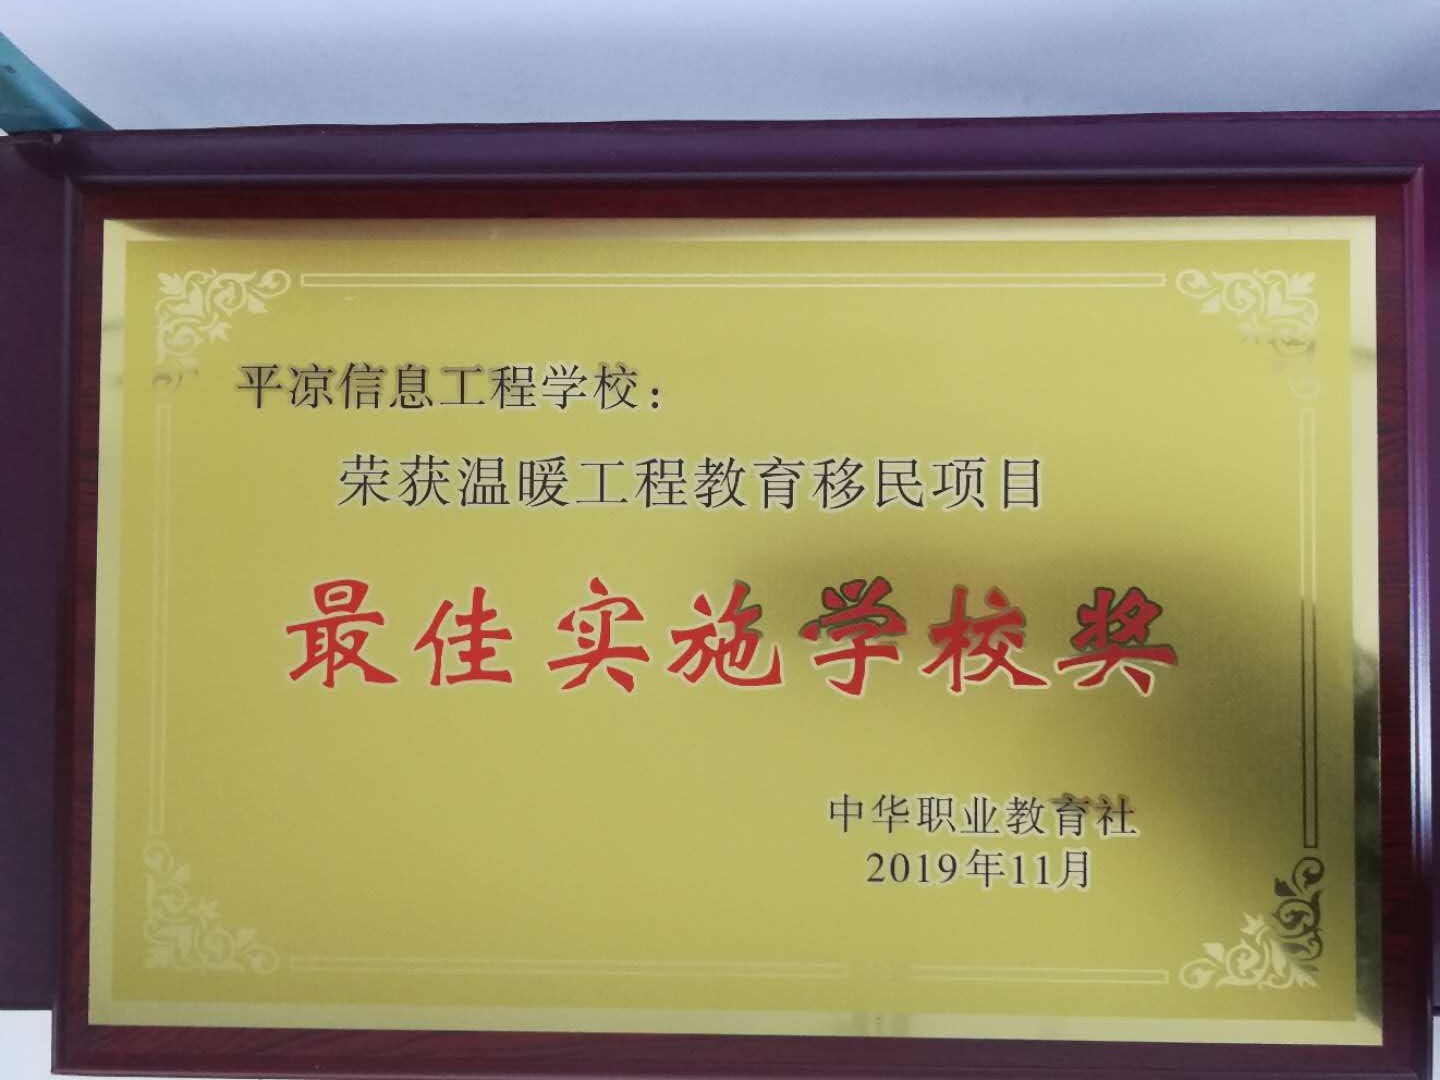 平凉信息工程学校：
荣获温暖工程教育移民项目
最佳实施学校奖
中华职业教育社
2019年11月